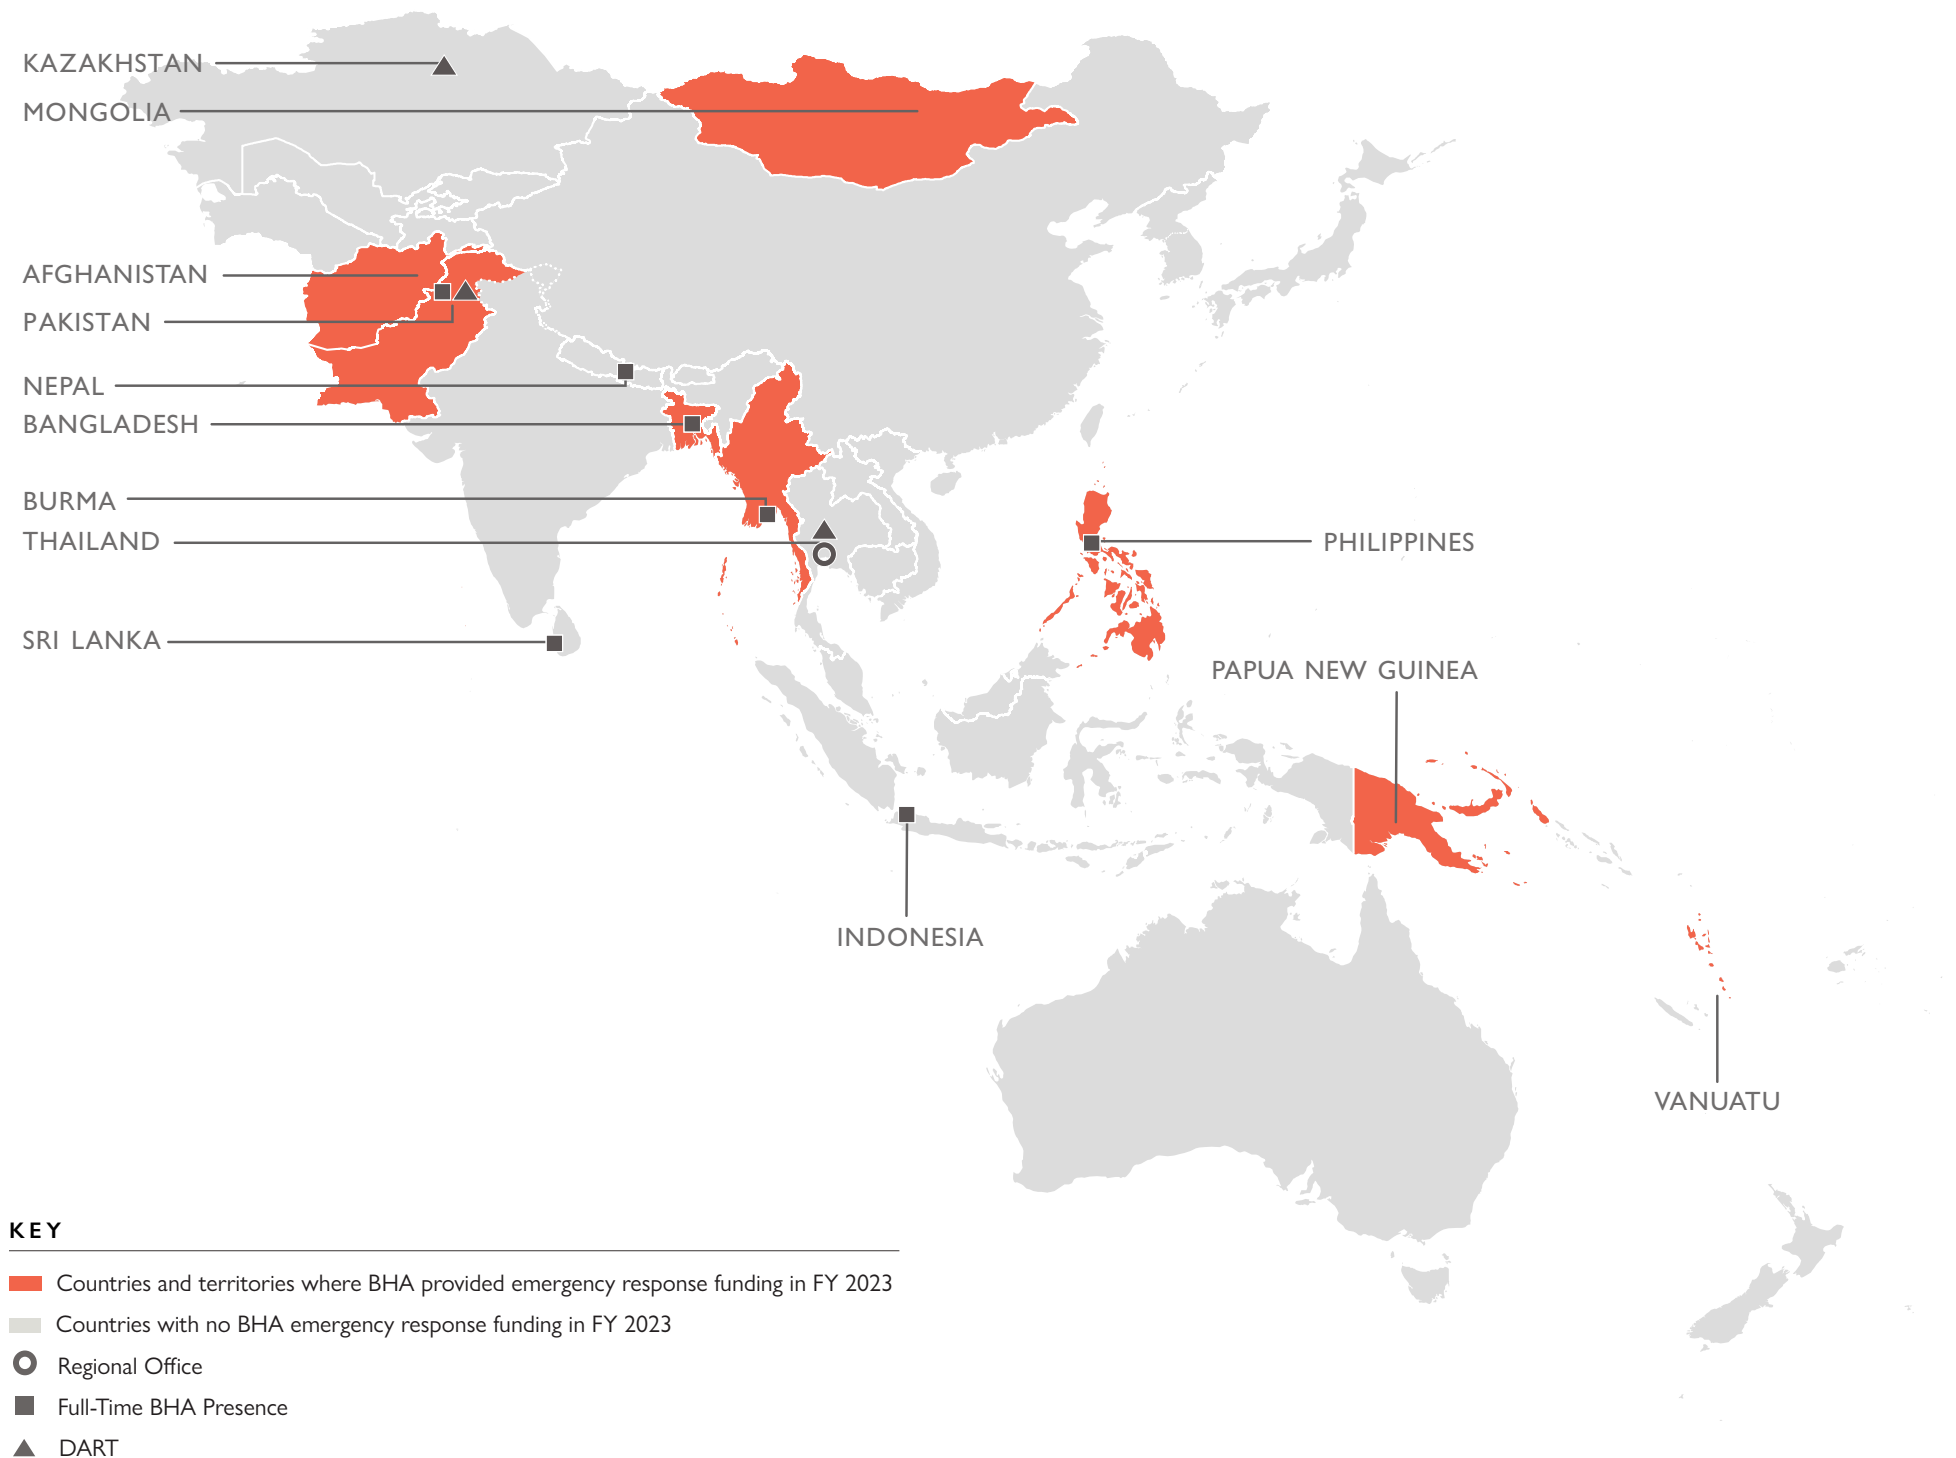 KAZAKHSTAN
MONGOLIA
AFGHANISTAN
PAKISTAN
NEPAL
BANGLADESH
BURMA
THAILAND
PHILIPPINES
SRI LANKA
PAPUA NEW GUINEA
INDONESIA
VANUATU
KEY
Countries and territories where BHA provided emergency response funding in FY 2023
Countries with no BHA emergency response funding in FY 2023
Regional Office
Full-Time BHA Presence
DART